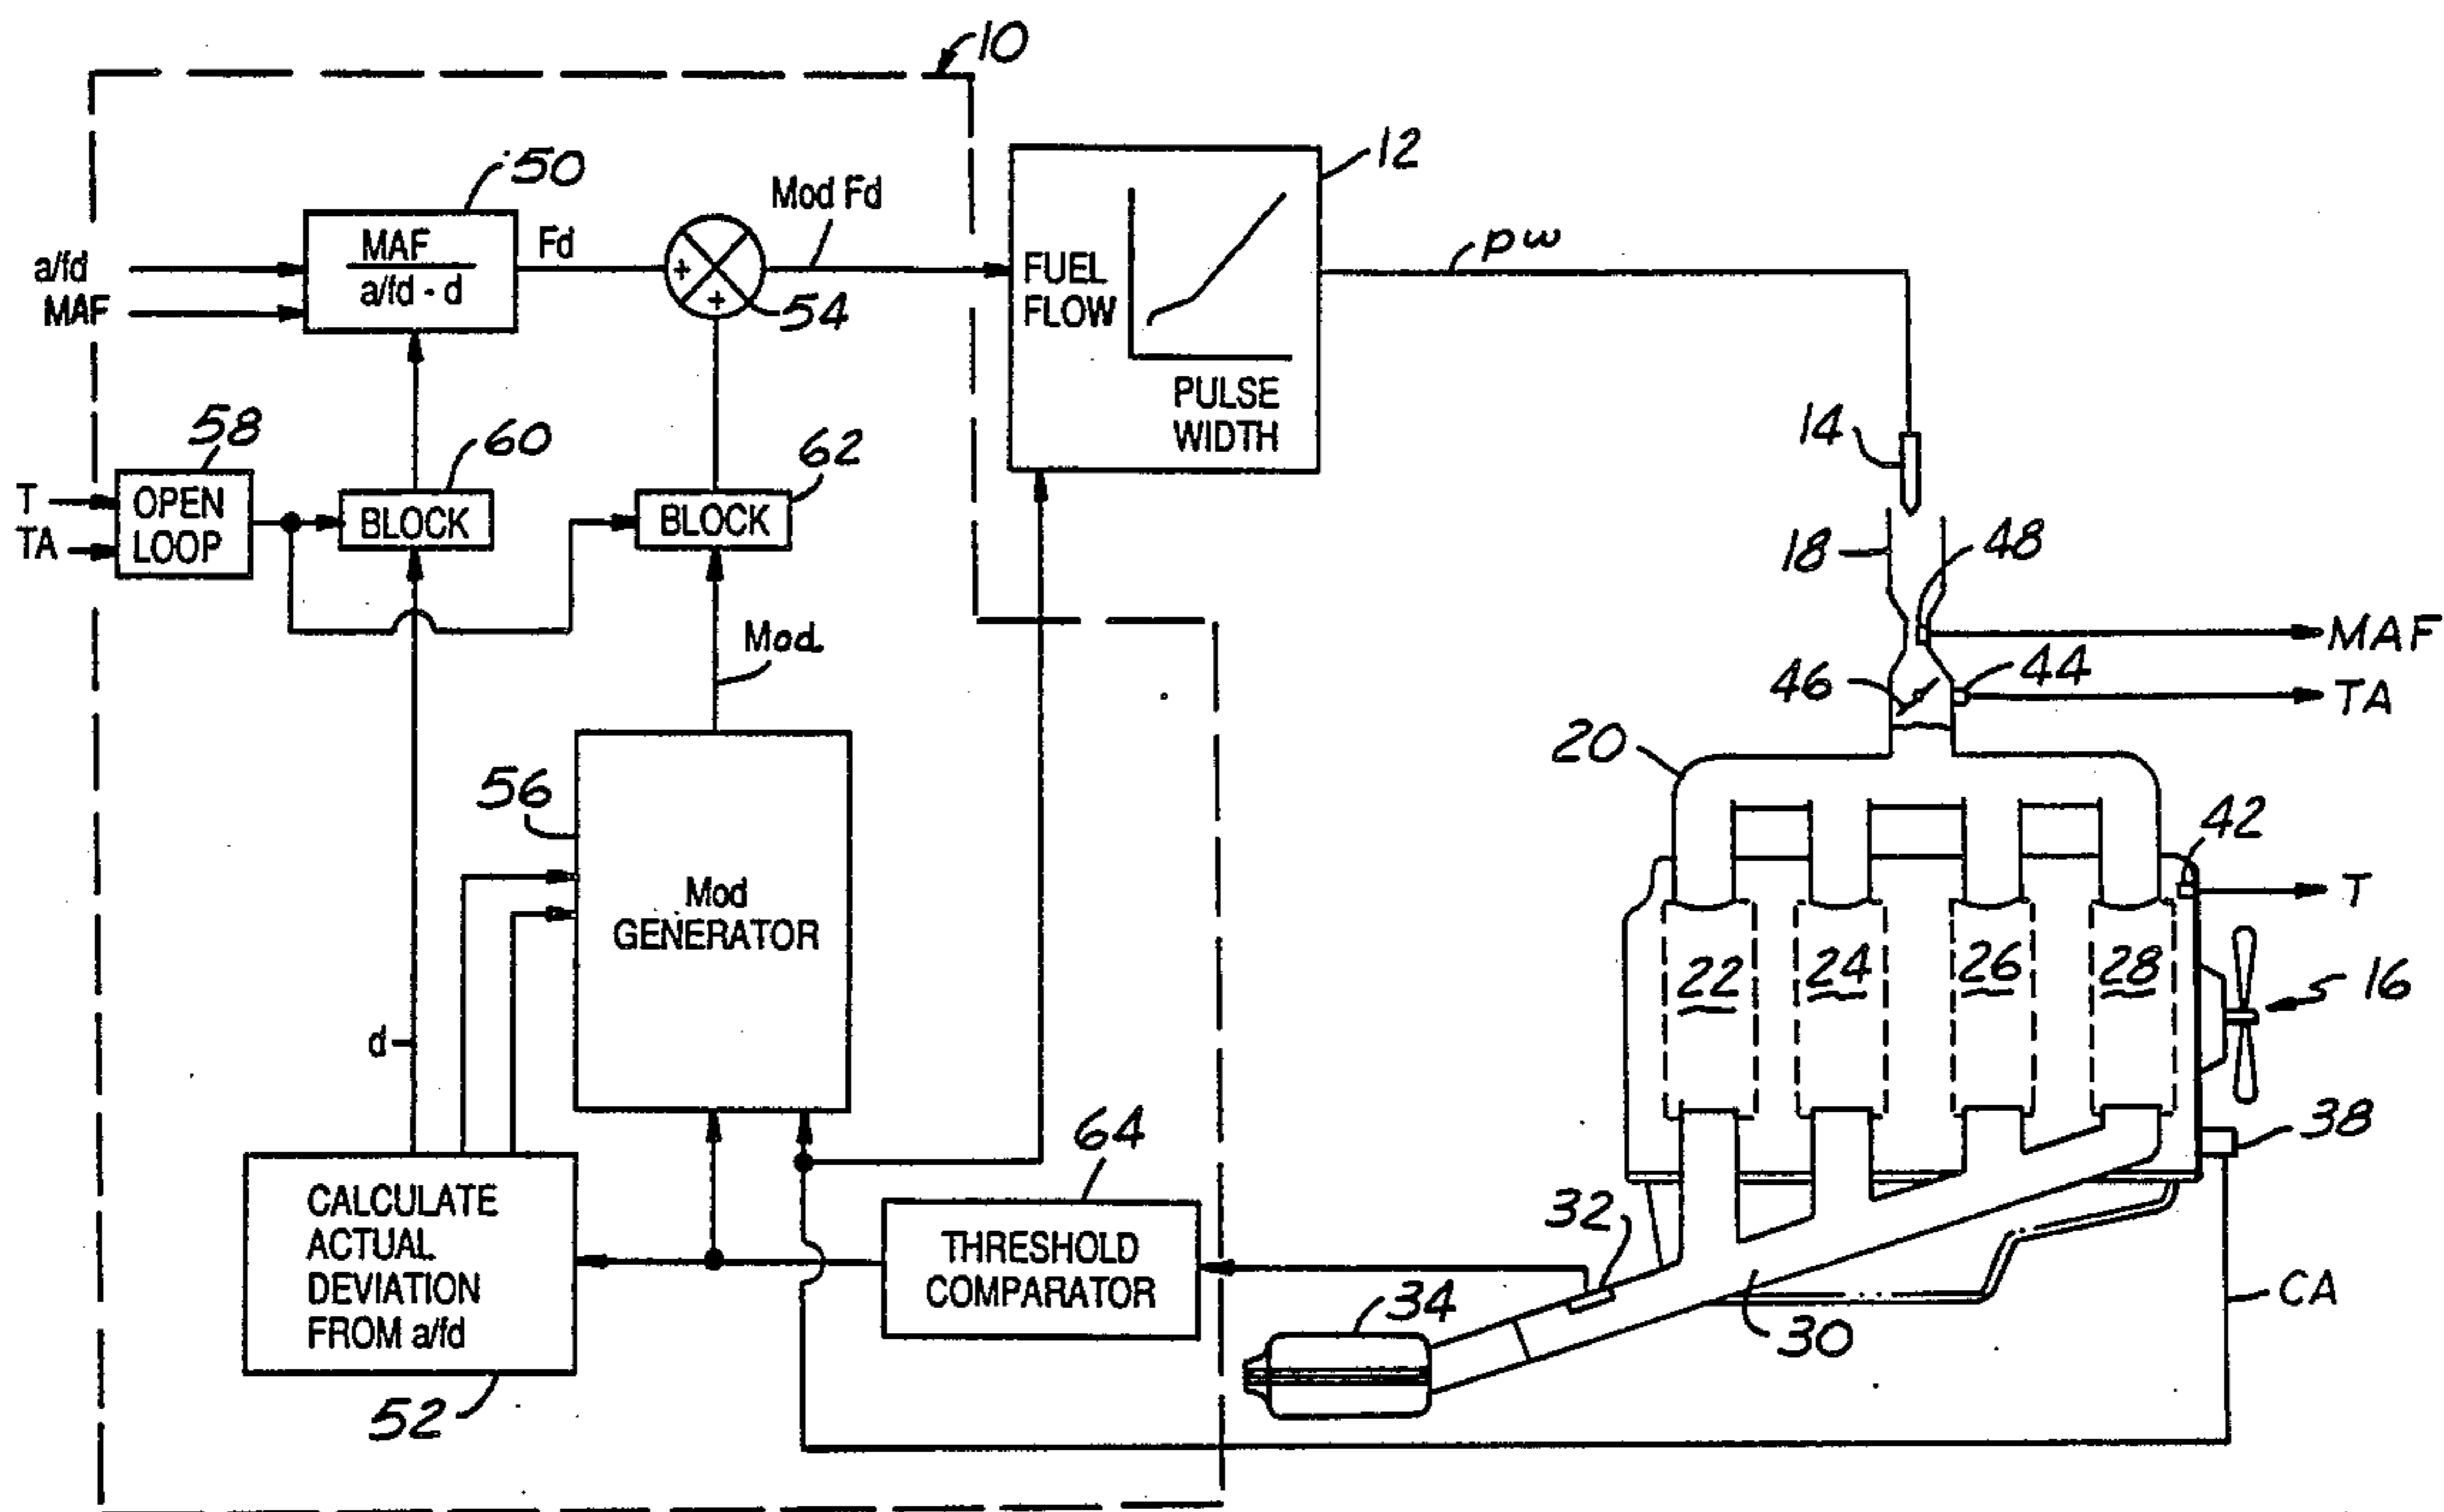 10
50
12
Mod Fd
MAF
a/fd - d
Fd
a/fd
MAF
+
+
54
FUEL
FLOW
PULSE
WIDTH
pw
58
60
62
14
T
TA
OPEN
LOOP
BLOCK
BLOCK
18
48
MAF
Mod
46
44
TA
20
56
42
T
Mod
GENERATOR
22
24
26
28
16
d
64
38
CALCULATE
ACTUAL
DEVIATION
FROM a/fd
32
THRESHOLD
COMPARATOR
34
30
CA
52